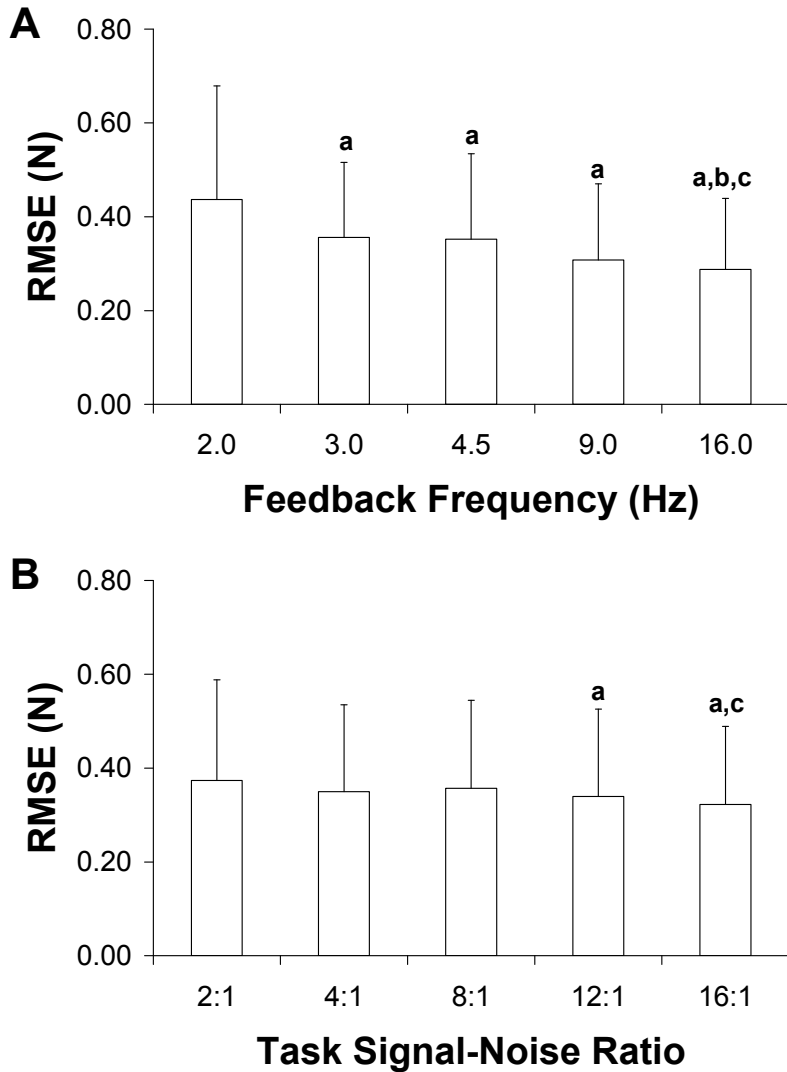 A
0.80
0.60
0.40
0.20
0.00
RMSE (N)
a
a
a
a,b,c
2.0 3.0 4.5 9.0 16.0
Feedback Frequency (Hz)
B
0.80
0.60
0.40
0.20
0.00
RMSE (N)
a
a,c
2:1 4:1 8:1 12:1 16:1
Task Signal-Noise Ratio